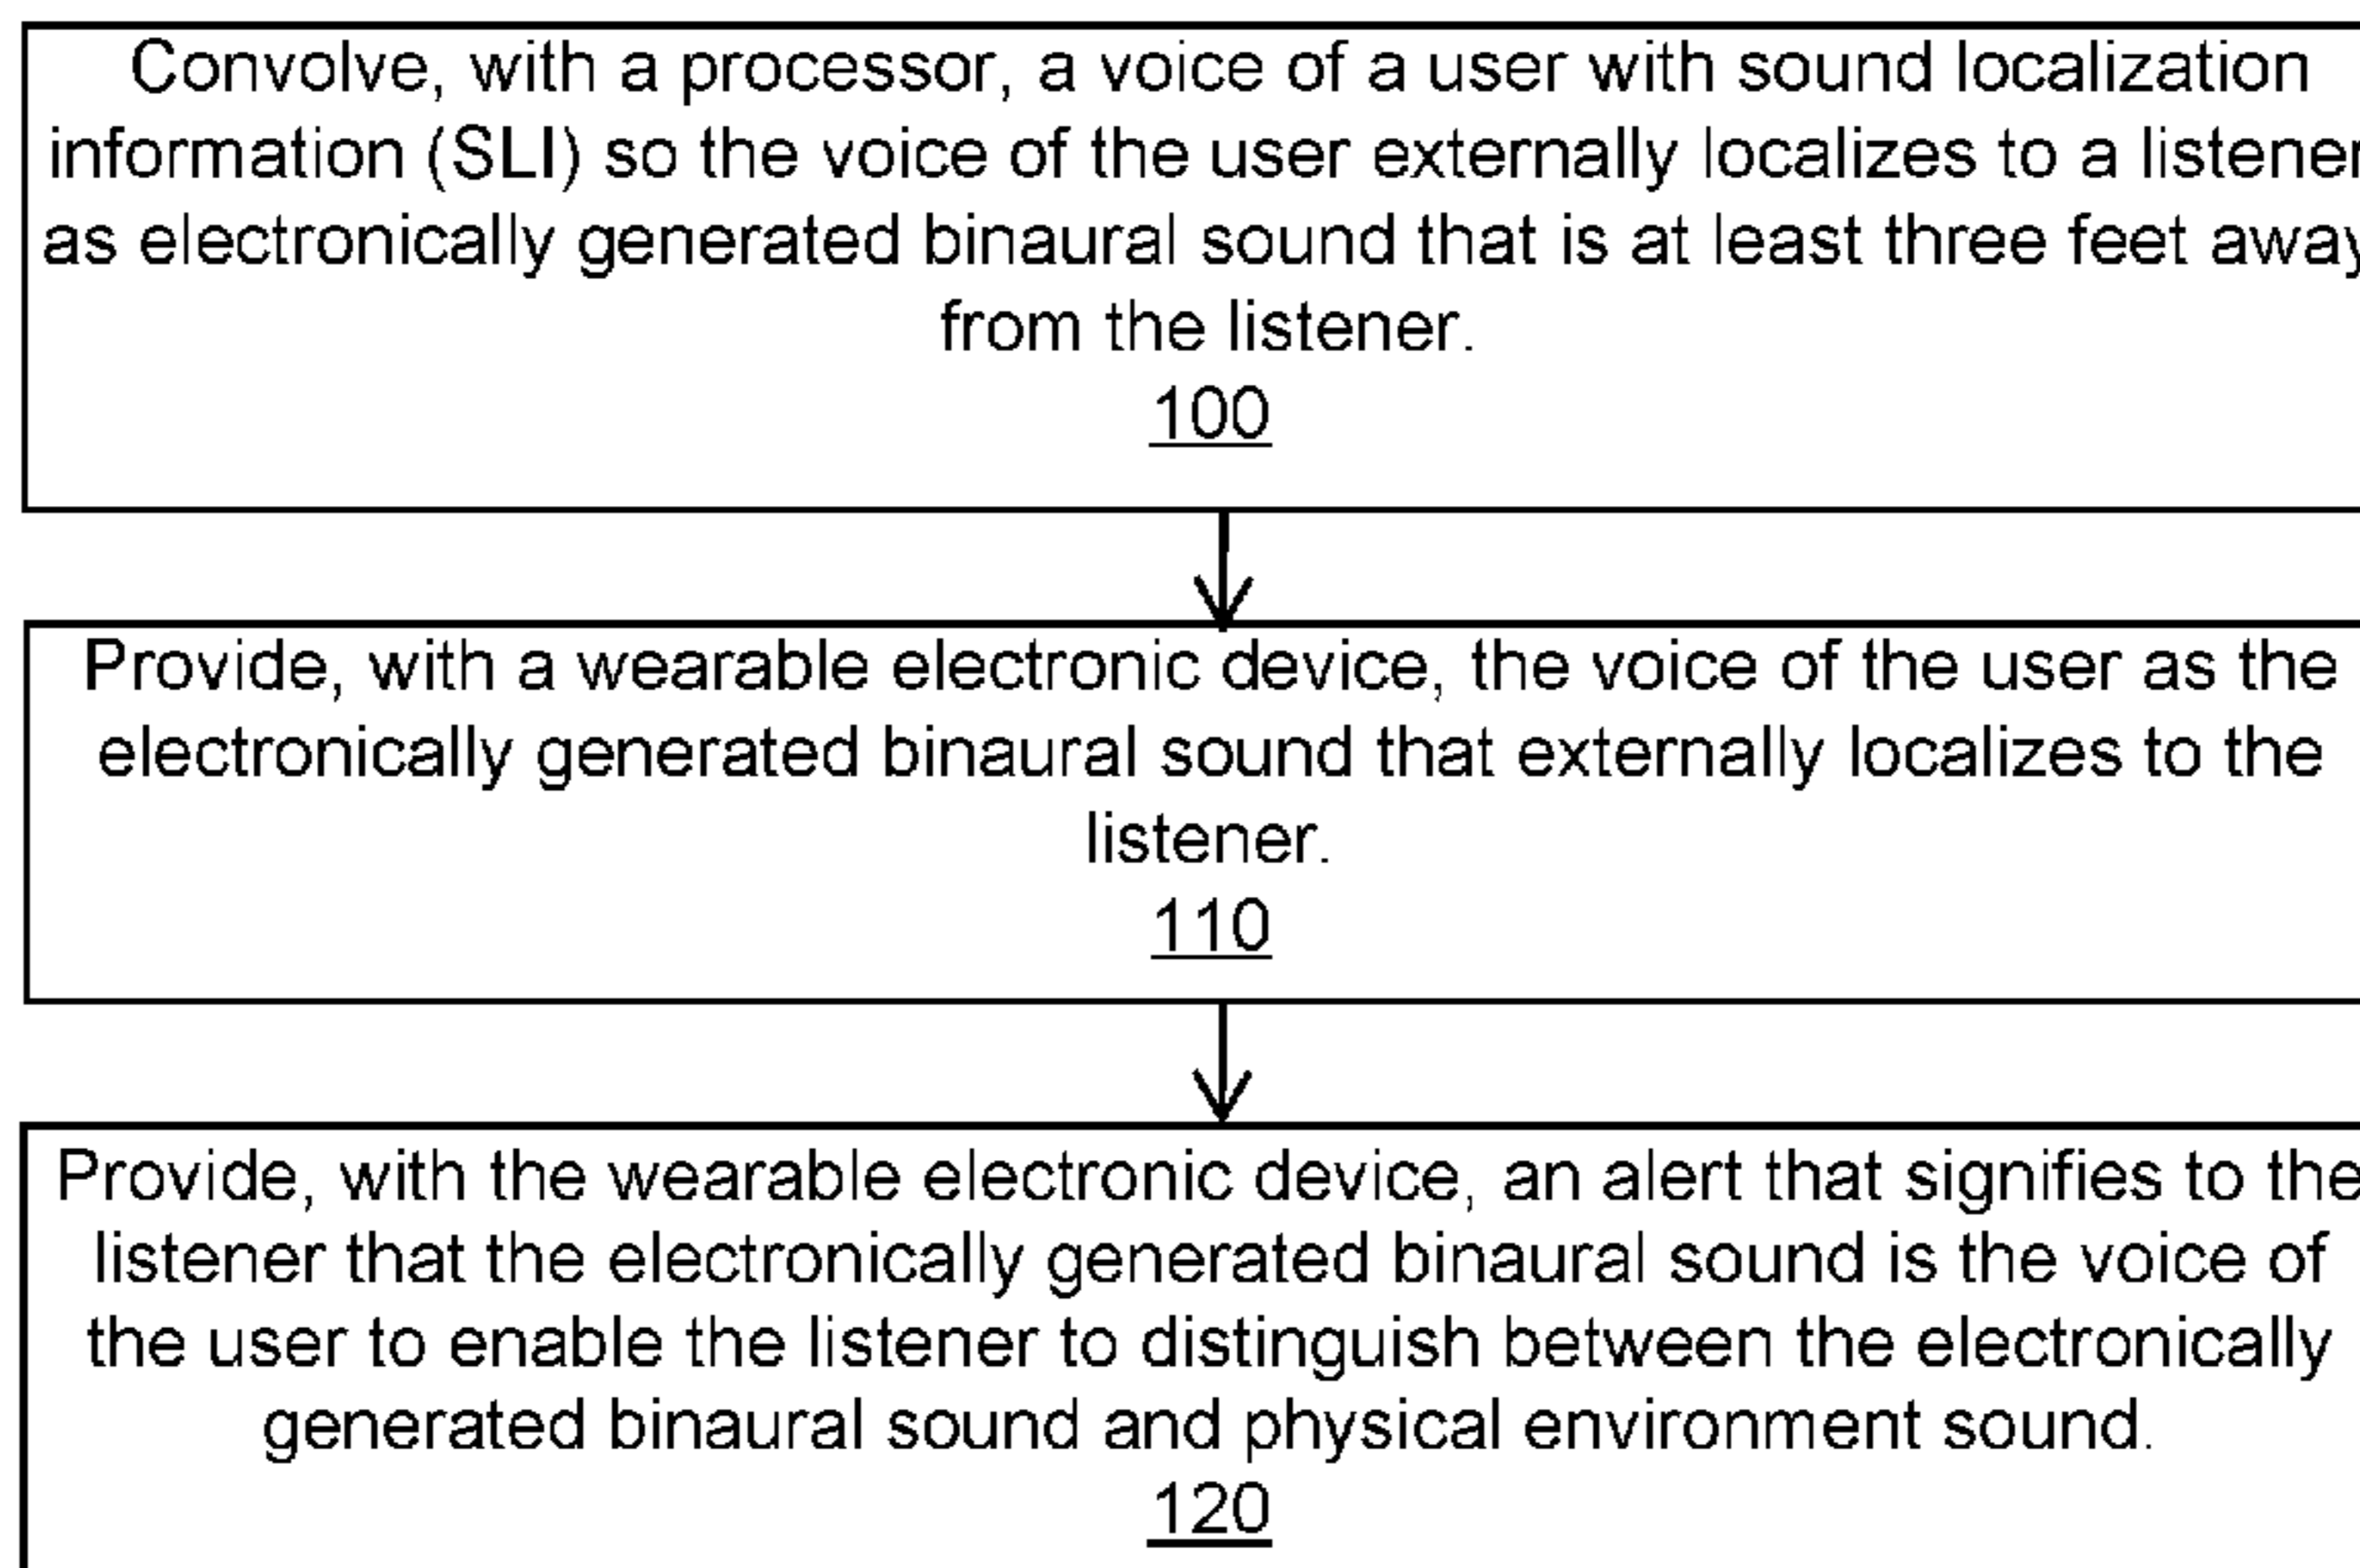 Convolve, with a processor, a voice of a user with sound localization
information (SLI) so the voice of the user externally localizes to a listener
as electronically generated binaural sound that is at least three feet away
from the listener.
100
Provide, with a wearable electronic device, the voice of the user as the
electronically generated binaural sound that externally localizes to the
listener.
110
Provide, with the wearable electronic device, an alert that signifies to the
listener that the electronically generated binaural sound is the voice of
the user to enable the listener to distinguish between the electronically
generated binaural sound and physical environment sound.
120